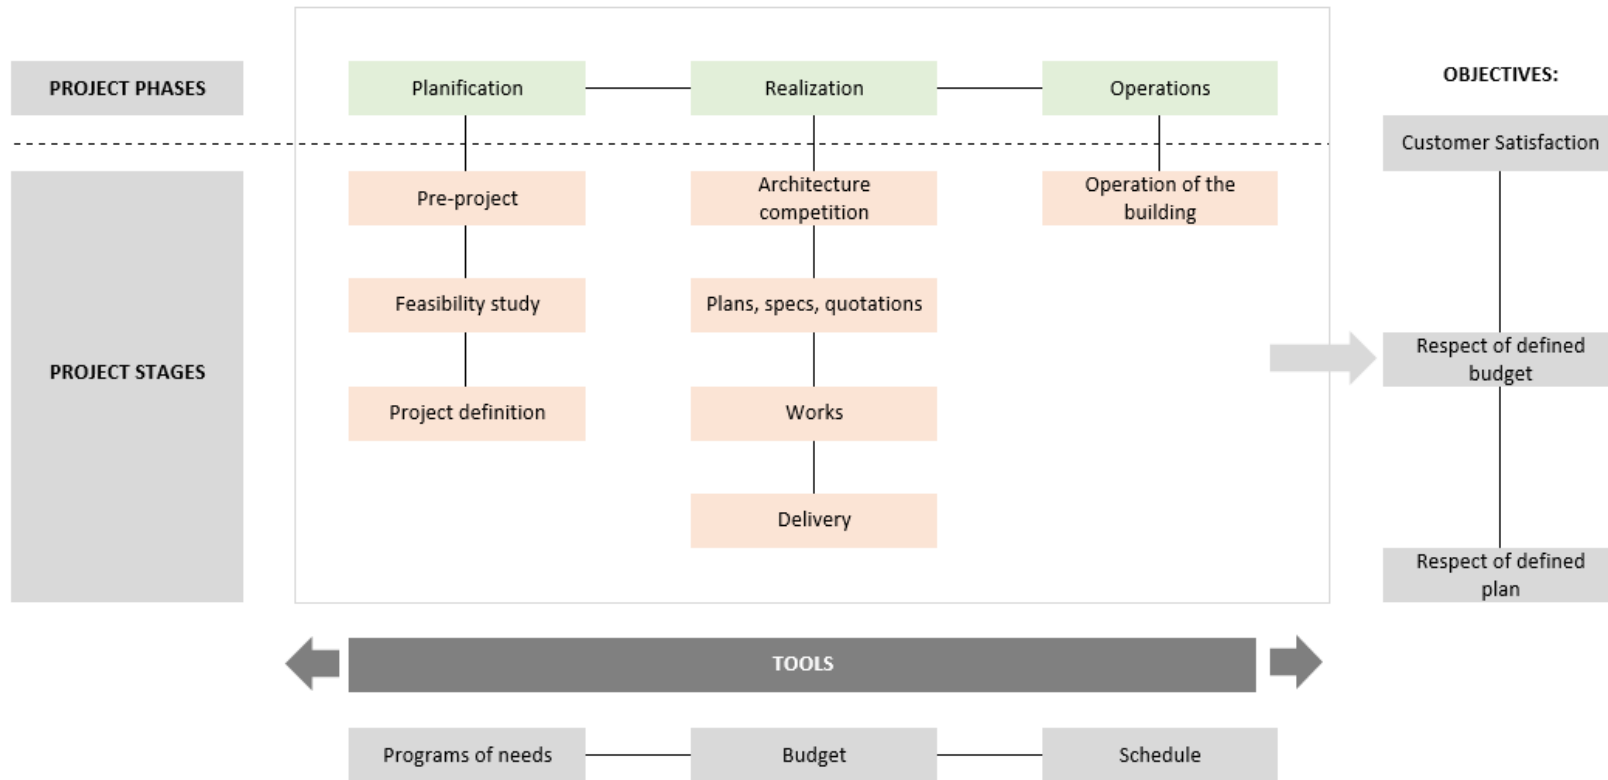 PROJECT PHASES
Planification
Realization
Operations
OBJECTIVES:
Customer Satisfaction
PROJECT STAGES
Pre-project
Architecture
competition
Operation of the
building
Feasibility study
Plans, specs, quotations
Respect of defined
budget
Project definition
Works
Delivery
Respect of defined
plan
TOOLS
Programs of needs
Budget
Schedule